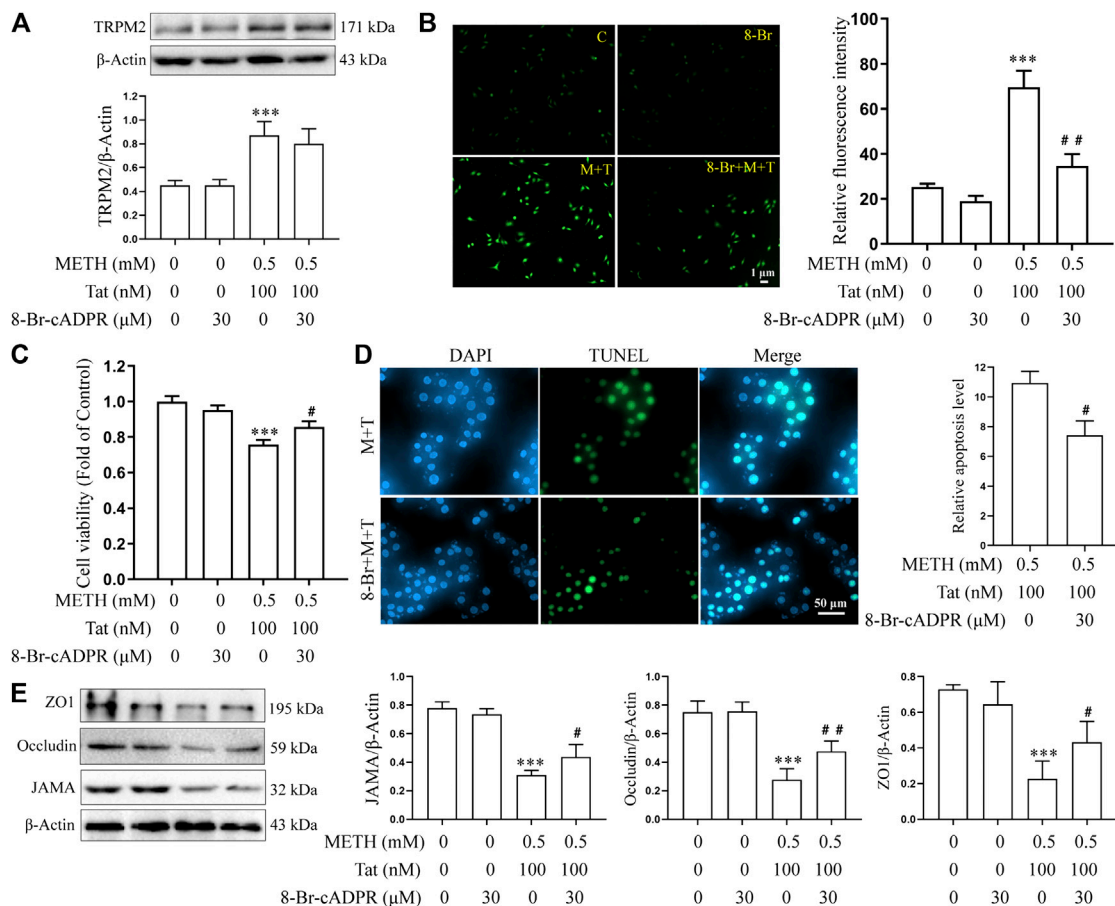 A
TRPM2
171 kDa
β-Actin
43 kDa
TRPM2/β-Actin
1.2
1.0
0.8
0.6
0.4
0.2
0.0
***
METH (mM) 0 0 0.5 0.5
Tat (nM) 0 0 100 100
8-Br-cADPR (μM) 0 30 0 30
B
C
8-Br
M+T
8-Br+M+T
1 μm
Relative fluorescence intensity
100
80
60
40
20
0
***
# #
METH (mM) 0 0 0.5 0.5
Tat (nM) 0 0 100 100
8-Br-cADPR (μM) 0 30 0 30
C
Cell viability (Fold of Control)
1.2
1.0
0.8
0.6
0.4
0.2
0.0
***
#
METH (mM) 0 0 0.5 0.5
Tat (nM) 0 0 100 100
8-Br-cADPR (μM) 0 30 0 30
D
DAPI TUNEL Merge
M+T
8-Br+M+T
50 μm
Relative apoptosis level
12
10
8
6
4
2
0
#
METH (mM) 0.5 0.5
Tat (nM) 100 100
8-Br-cADPR (μM) 0 30
E
ZO1
195 kDa
Occludin
59 kDa
JAMA
32 kDa
β-Actin
43 kDa
JAMA/β-Actin
1.0
0.8
0.6
0.4
0.2
0.0
***
#
METH (mM) 0 0 0.5 0.5
Tat (nM) 0 0 100 100
8-Br-cADPR (μM) 0 30 0 30
Occludin/β-Actin
1.0
0.8
0.6
0.4
0.2
0.0
***
# #
0 0 0.5 0.5
0 0 100 100
0 30 0 30
ZO1/β-Actin
0.8
0.6
0.4
0.2
0.0
***
#
0 0 0.5 0.5
0 0 100 100
0 30 0 30